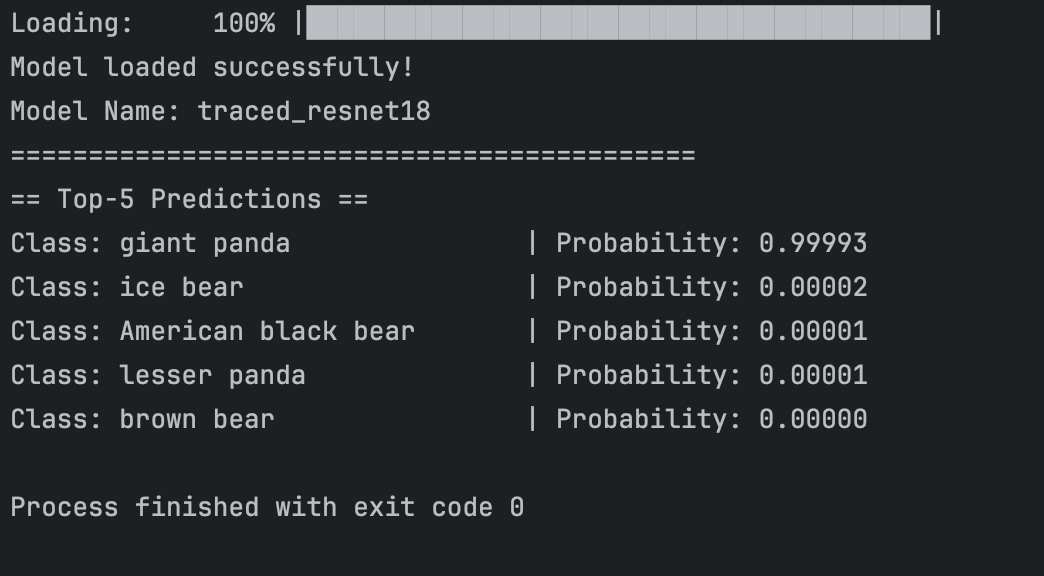 Loading:     100% |████████████████████████████████████████|
Model loaded successfully!
Model Name: traced_resnet18
============================================
== Top-5 Predictions ==
Class: giant panda               | Probability: 0.99993
Class: ice bear                  | Probability: 0.00002
Class: American black bear       | Probability: 0.00001
Class: lesser panda              | Probability: 0.00001
Class: brown bear                | Probability: 0.00000
Process finished with exit code 0